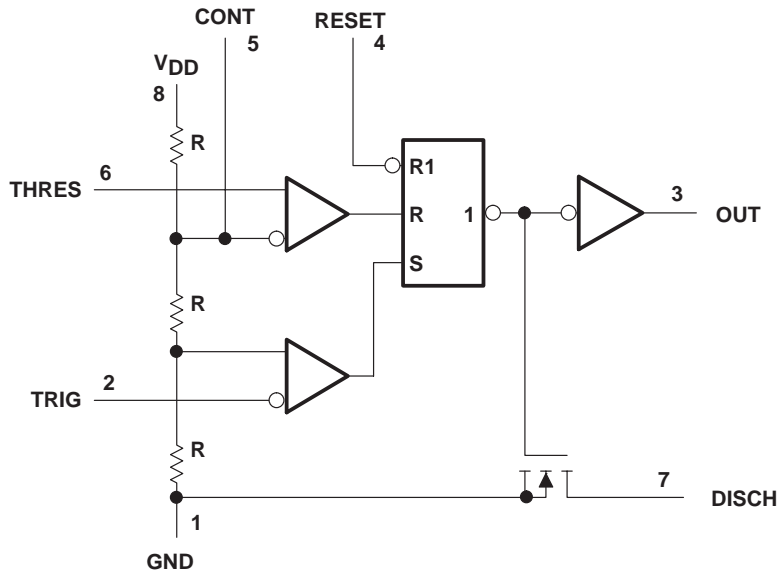 CONT
5
RESET
4
VDD
8
R
6
THRES
R1
R
1
3
OUT
S
R
2
TRIG
R
7
DISCH
1
GND